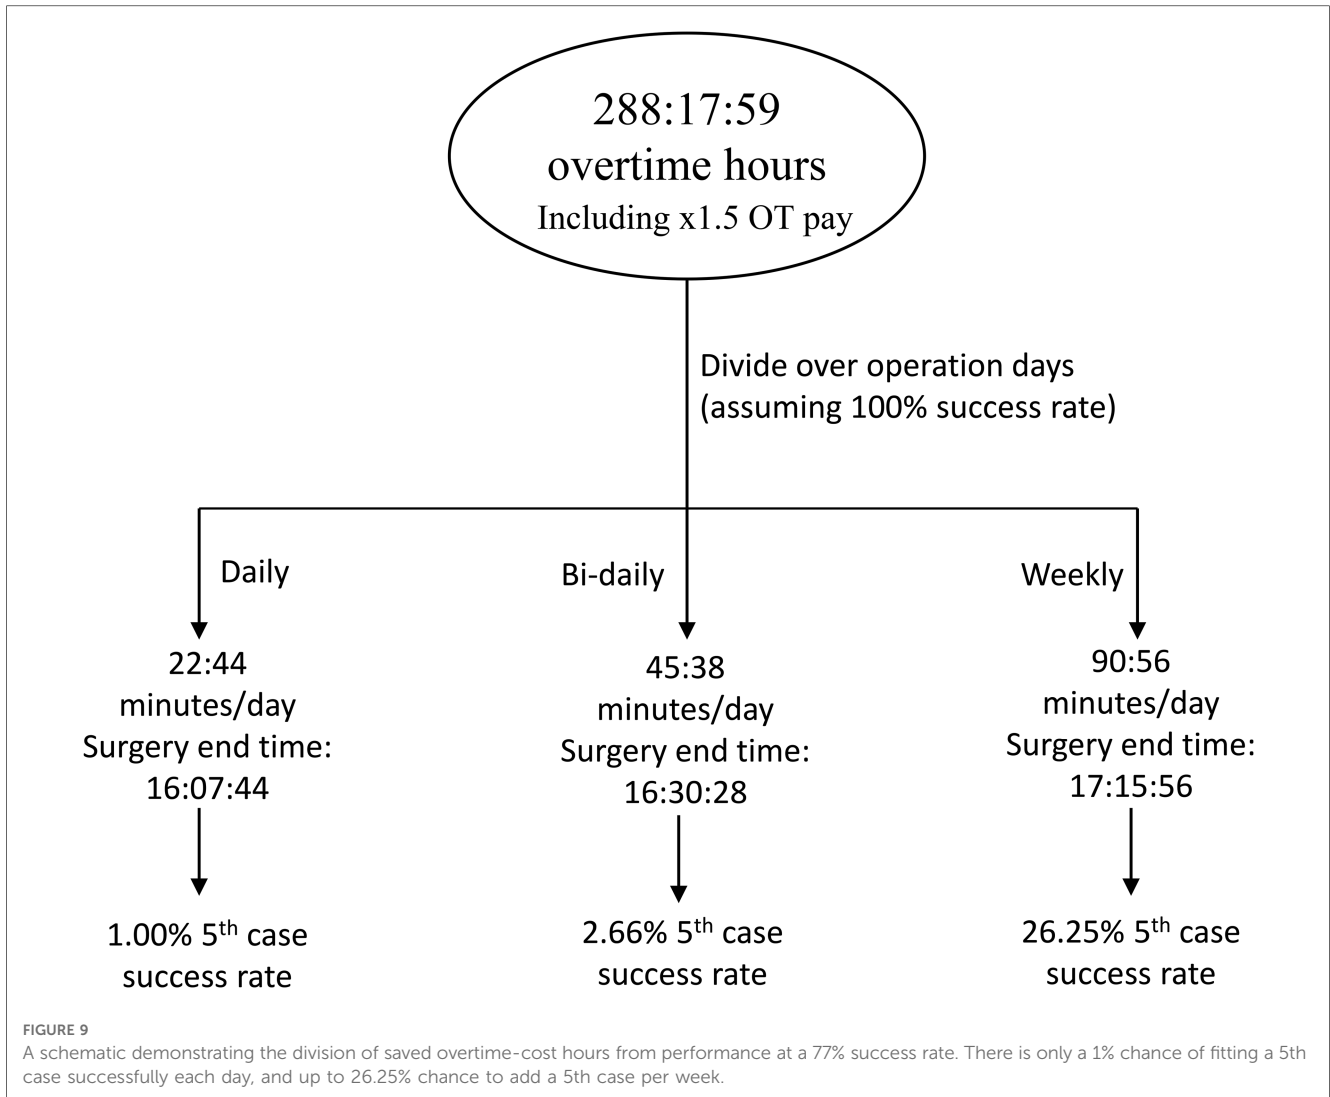 288:17:59
overtime hours
Including x1.5 OT pay
Divide over operation days
(assuming 100% success rate)
Daily
Bi-daily
Weekly
22:44
minutes/day
Surgery end time:
16:07:44
45:38
minutes/day
Surgery end time:
16:30:28
90:56
minutes/day
Surgery end time:
17:15:56
1.00% 5th case
success rate
2.66% 5th case
success rate
26.25% 5th case
success rate
FIGURE 9
A schematic demonstrating the division of saved overtime-cost hours from performance at a 77% success rate. There is only a 1% chance of fitting a 5th
case successfully each day, and up to 26.25% chance to add a 5th case per week.